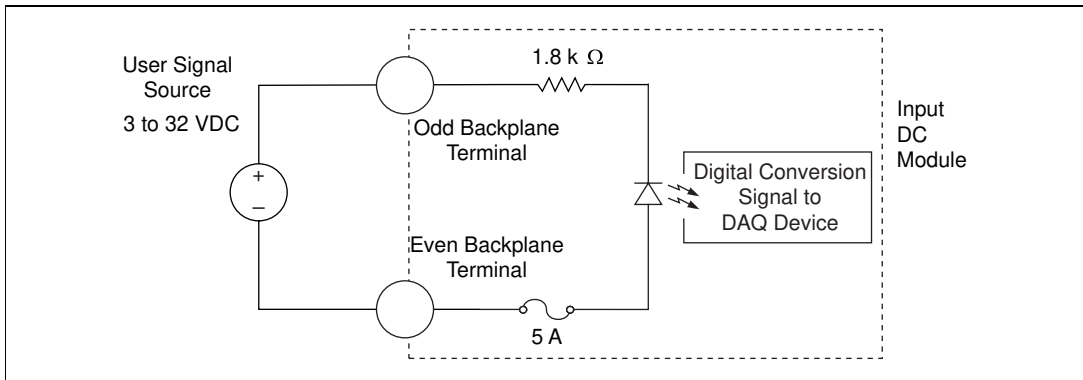 User Signal
Source
3 to 32 VDC
+
–
1.8 k Ω
Odd Backplane
Terminal
Even Backplane
Terminal
5 A
Digital Conversion
Signal to
DAQ Device
Input
DC
Module